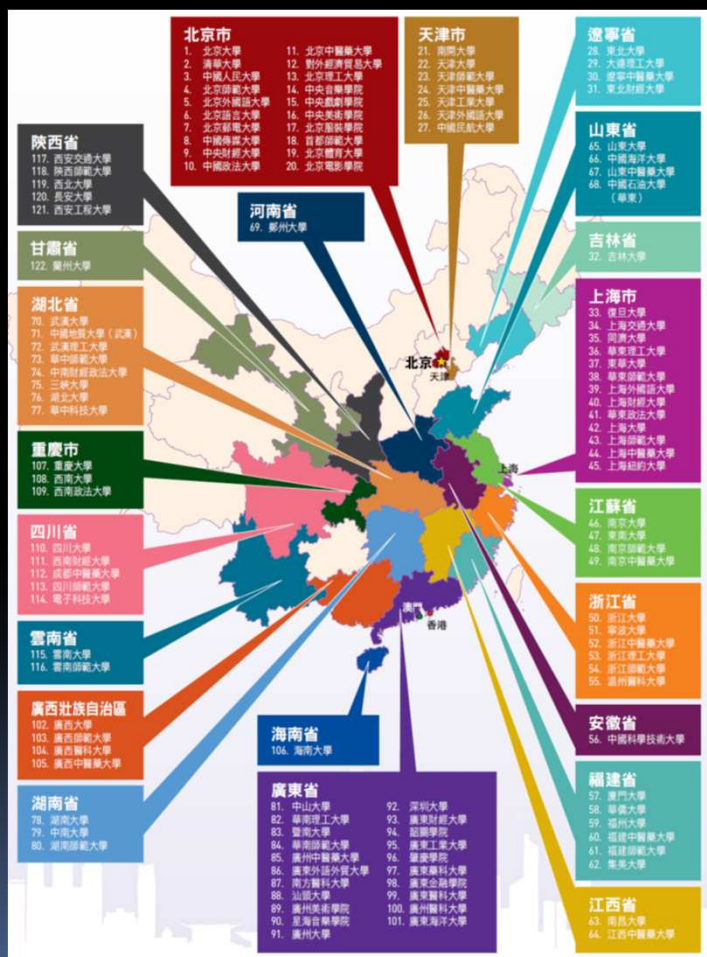 北京市
1. 北京大學
2. 清華大學
3. 中國人民大學
4. 北京師範大學
5. 北京外國語大學
6. 北京語言大學
7. 北京郵電大學
8. 中國傳媒大學
9. 中央財經大學
10. 中國政法大學
11. 北京中醫藥大學
12. 對外經濟貿易大學
13. 北京理工大學
14. 中央音樂學院
15. 中央戲劇學院
16. 中央美術學院
17. 北京服裝學院
18. 首都師範大學
19. 北京體育大學
20. 北京電影學院
天津市
21. 南開大學
22. 天津大學
23. 天津師範大學
24. 天津中醫藥大學
25. 天津工業大學
26. 天津外國語大學
27. 中國民航大學
遼寧省
28. 東北大學
29. 大連理工大學
30. 遼寧中醫藥大學
31. 東北財經大學
陝西省
117. 西安交通大學
118. 陝西師範大學
119. 西北大學
120. 長安大學
121. 西安工程大學
山東省
65. 山東大學
66. 中國海洋大學
67. 山東中醫藥大學
68. 中國石油大學
（華東）
河南省
69. 鄭州大學
甘肅省
122. 蘭州大學
吉林省
32. 吉林大學
湖北省
70. 武漢大學
71. 中國地質大學（武漢）
72. 武漢理工大學
73. 華中師範大學
74. 中南財經政法大學
75. 三峽大學
76. 湖北大學
77. 華中科技大學
上海市
33. 復旦大學
34. 上海交通大學
35. 同濟大學
36. 華東理工大學
37. 東華大學
38. 華東師範大學
39. 上海外國語大學
40. 上海財經大學
41. 華東政法大學
42. 上海大學
43. 上海師範大學
44. 上海中醫藥大學
45. 上海紐約大學
北京
天津
上海
重慶市
107. 重慶大學
108. 西南大學
109. 西南政法大學
江蘇省
46. 南京大學
47. 東南大學
48. 南京師範大學
49. 南京中醫藥大學
四川省
110. 四川大學
111. 西南財經大學
112. 成都中醫藥大學
113. 四川師範大學
114. 電子科技大學
浙江省
50. 浙江大學
51. 寧波大學
52. 浙江中醫藥大學
53. 浙江理工大學
54. 浙江師範大學
55. 溫州醫科大學
澳門
香港
雲南省
115. 雲南大學
116. 雲南師範大學
廣西壯族自治區
102. 廣西大學
103. 廣西師範大學
104. 廣西醫科大學
105. 廣西中醫藥大學
安徽省
56. 中國科學技術大學
海南省
106. 海南大學
湖南省
78. 湖南大學
79. 中南大學
80. 湖南師範大學
福建省
57. 廈門大學
58. 華僑大學
59. 福州大學
60. 福建中醫藥大學
61. 福建師範大學
62. 集美大學
廣東省
81. 中山大學
82. 華南理工大學
83. 暨南大學
84. 華南師範大學
85. 廣州中醫藥大學
86. 廣東外語外貿大學
87. 南方醫科大學
88. 汕頭大學
89. 廣州美術學院
90. 星海音樂學院
91. 廣州大學
92. 深圳大學
93. 廣東財經大學
94. 韶關學院
95. 廣東工業大學
96. 肇慶學院
97. 廣東藥科大學
98. 廣東金融學院
99. 廣東醫科大學
100. 廣州醫科大學
101. 廣東海洋大學
江西省
63. 南昌大學
64. 江西中醫藥大學